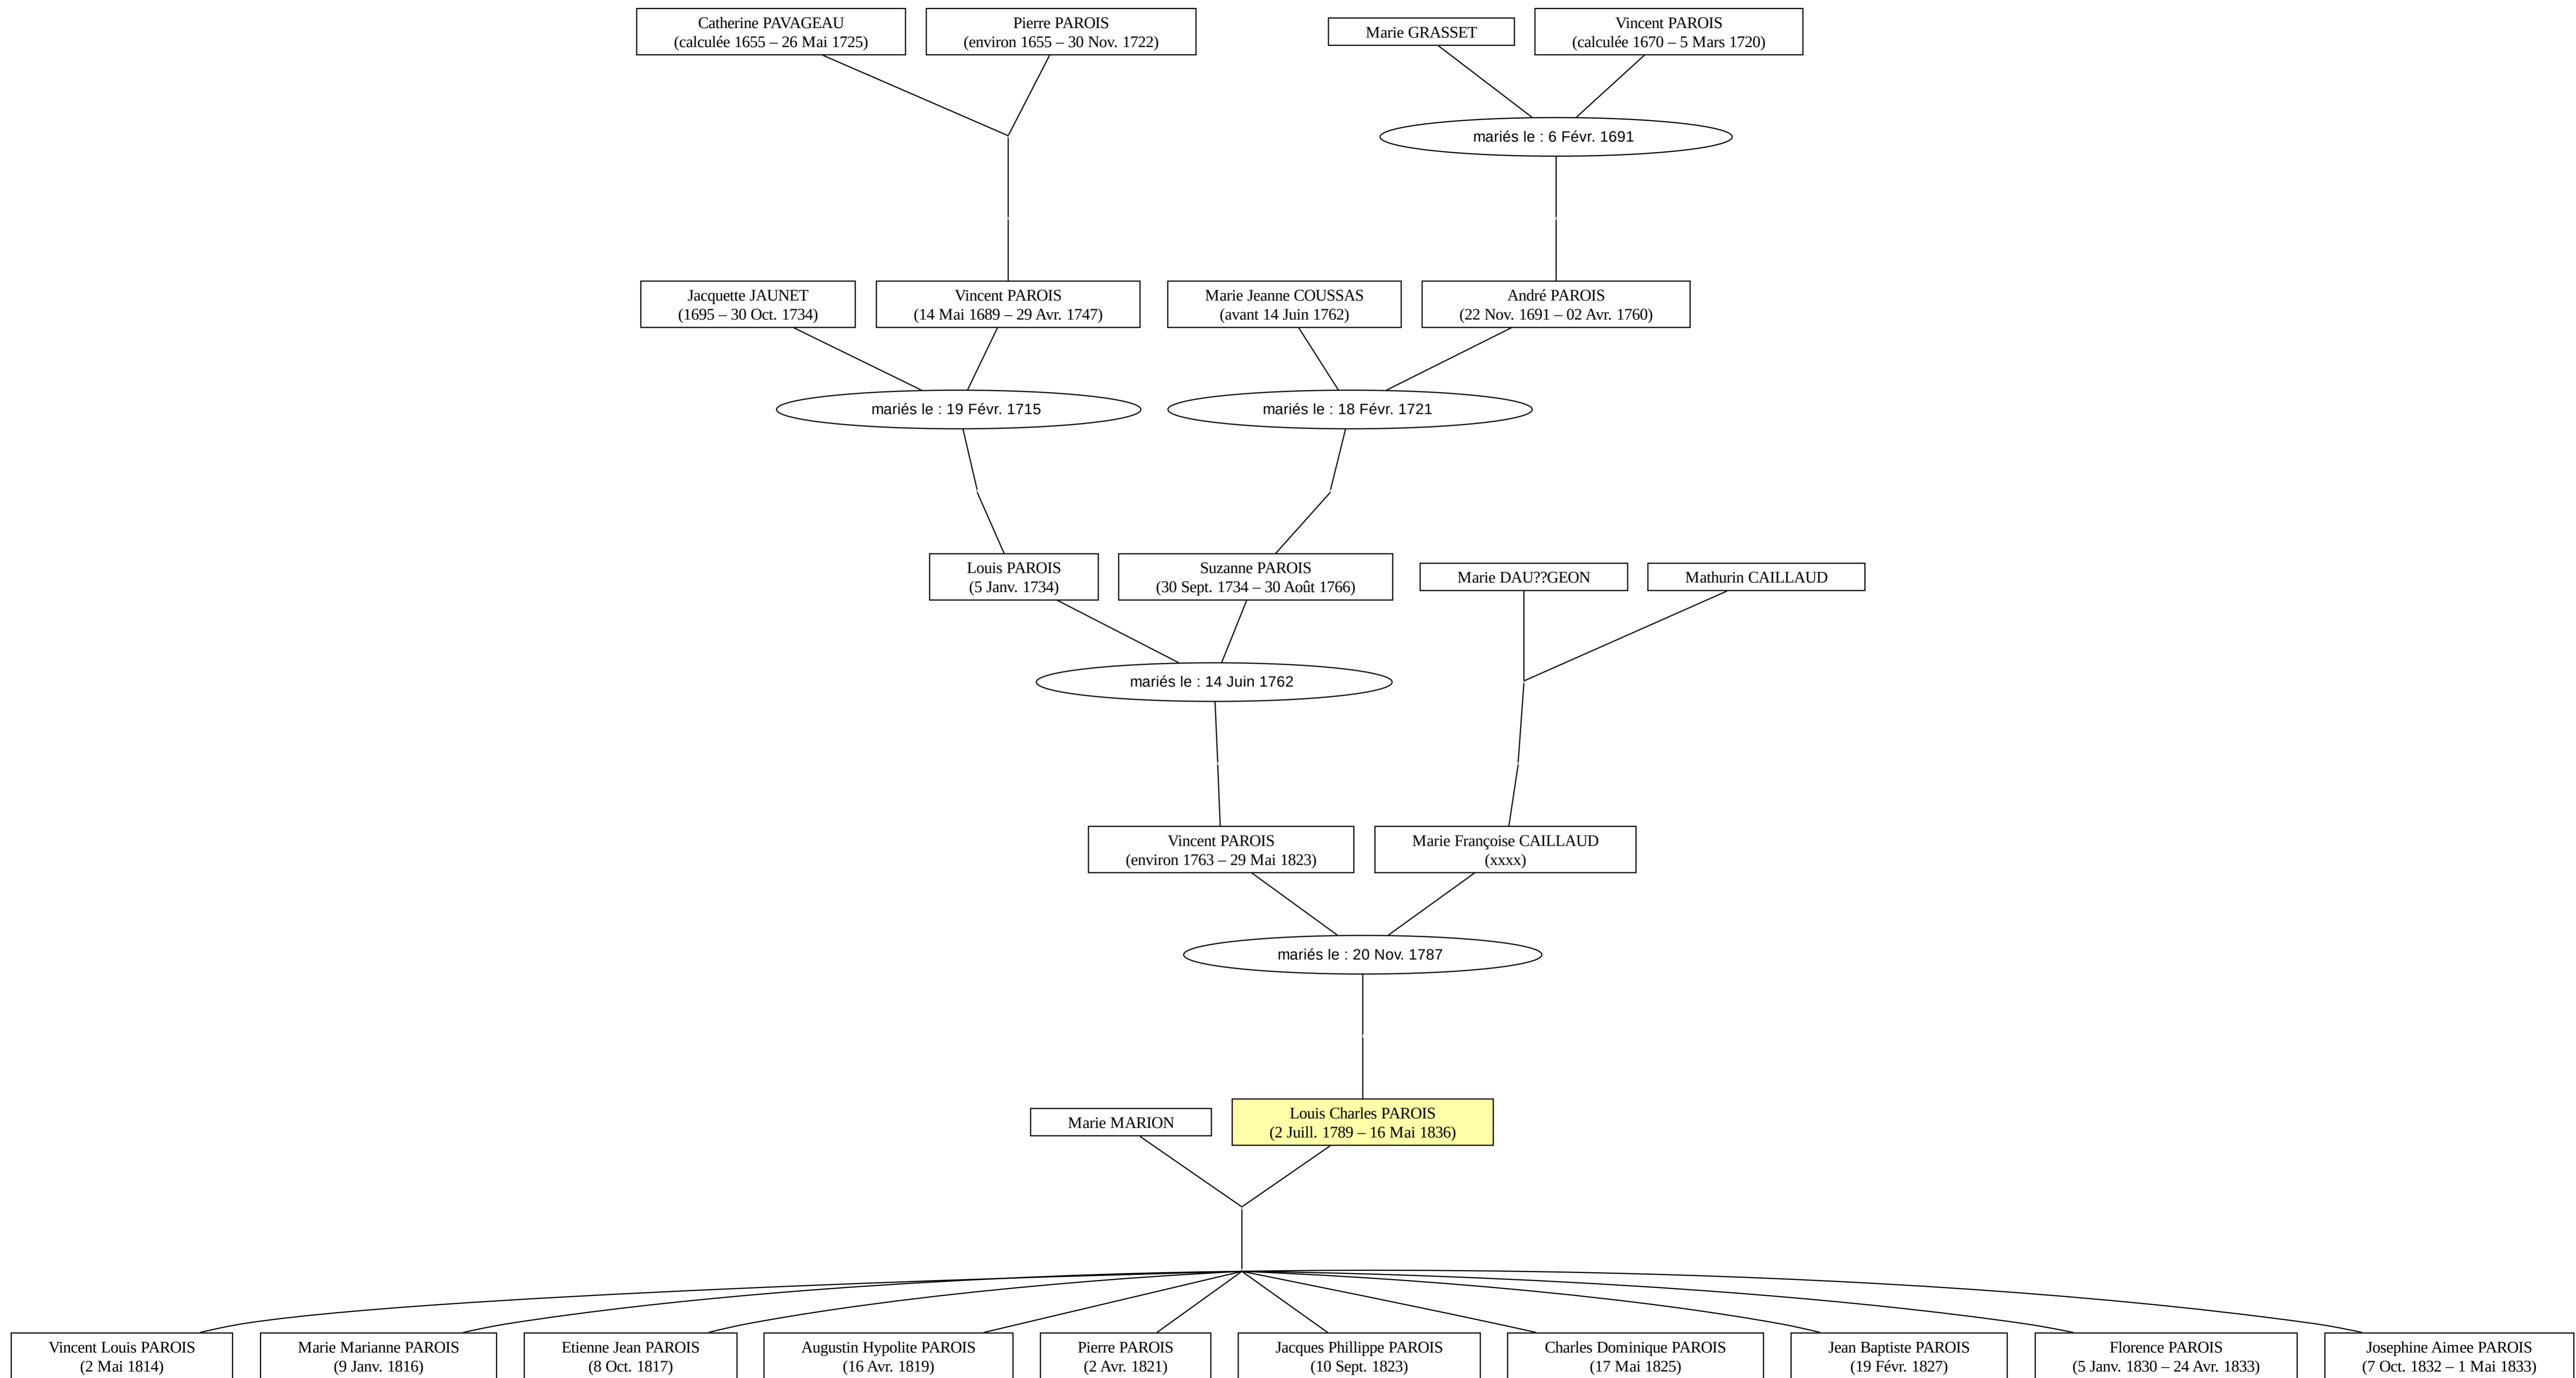 Catherine PAVAGEAU
(calculée 1655 – 26 Mai 1725)
Pierre PAROIS
(environ 1655 – 30 Nov. 1722)
Marie GRASSET
Vincent PAROIS
(calculée 1670 – 5 Mars 1720)
mariés le : 6 Févr. 1691
Jacquette JAUNET
(1695 – 30 Oct. 1734)
Vincent PAROIS
(14 Mai 1689 – 29 Avr. 1747)
Marie Jeanne COUSSAS
(avant 14 Juin 1762)
André PAROIS
(22 Nov. 1691 – 02 Avr. 1760)
mariés le : 19 Févr. 1715
mariés le : 18 Févr. 1721
Louis PAROIS
(5 Janv. 1734)
Suzanne PAROIS
(30 Sept. 1734 – 30 Août 1766)
Marie DAU??GEON
Mathurin CAILLAUD
mariés le : 14 Juin 1762
Vincent PAROIS
(environ 1763 – 29 Mai 1823)
Marie Françoise CAILLAUD
(xxxx)
mariés le : 20 Nov. 1787
Marie MARION
Louis Charles PAROIS
(2 Juill. 1789 – 16 Mai 1836)
Vincent Louis PAROIS
(2 Mai 1814)
Marie Marianne PAROIS
(9 Janv. 1816)
Etienne Jean PAROIS
(8 Oct. 1817)
Augustin Hypolite PAROIS
(16 Avr. 1819)
Pierre PAROIS
(2 Avr. 1821)
Jacques Phillippe PAROIS
(10 Sept. 1823)
Charles Dominique PAROIS
(17 Mai 1825)
Jean Baptiste PAROIS
(19 Févr. 1827)
Florence PAROIS
(5 Janv. 1830 – 24 Avr. 1833)
Josephine Aimee PAROIS
(7 Oct. 1832 – 1 Mai 1833)